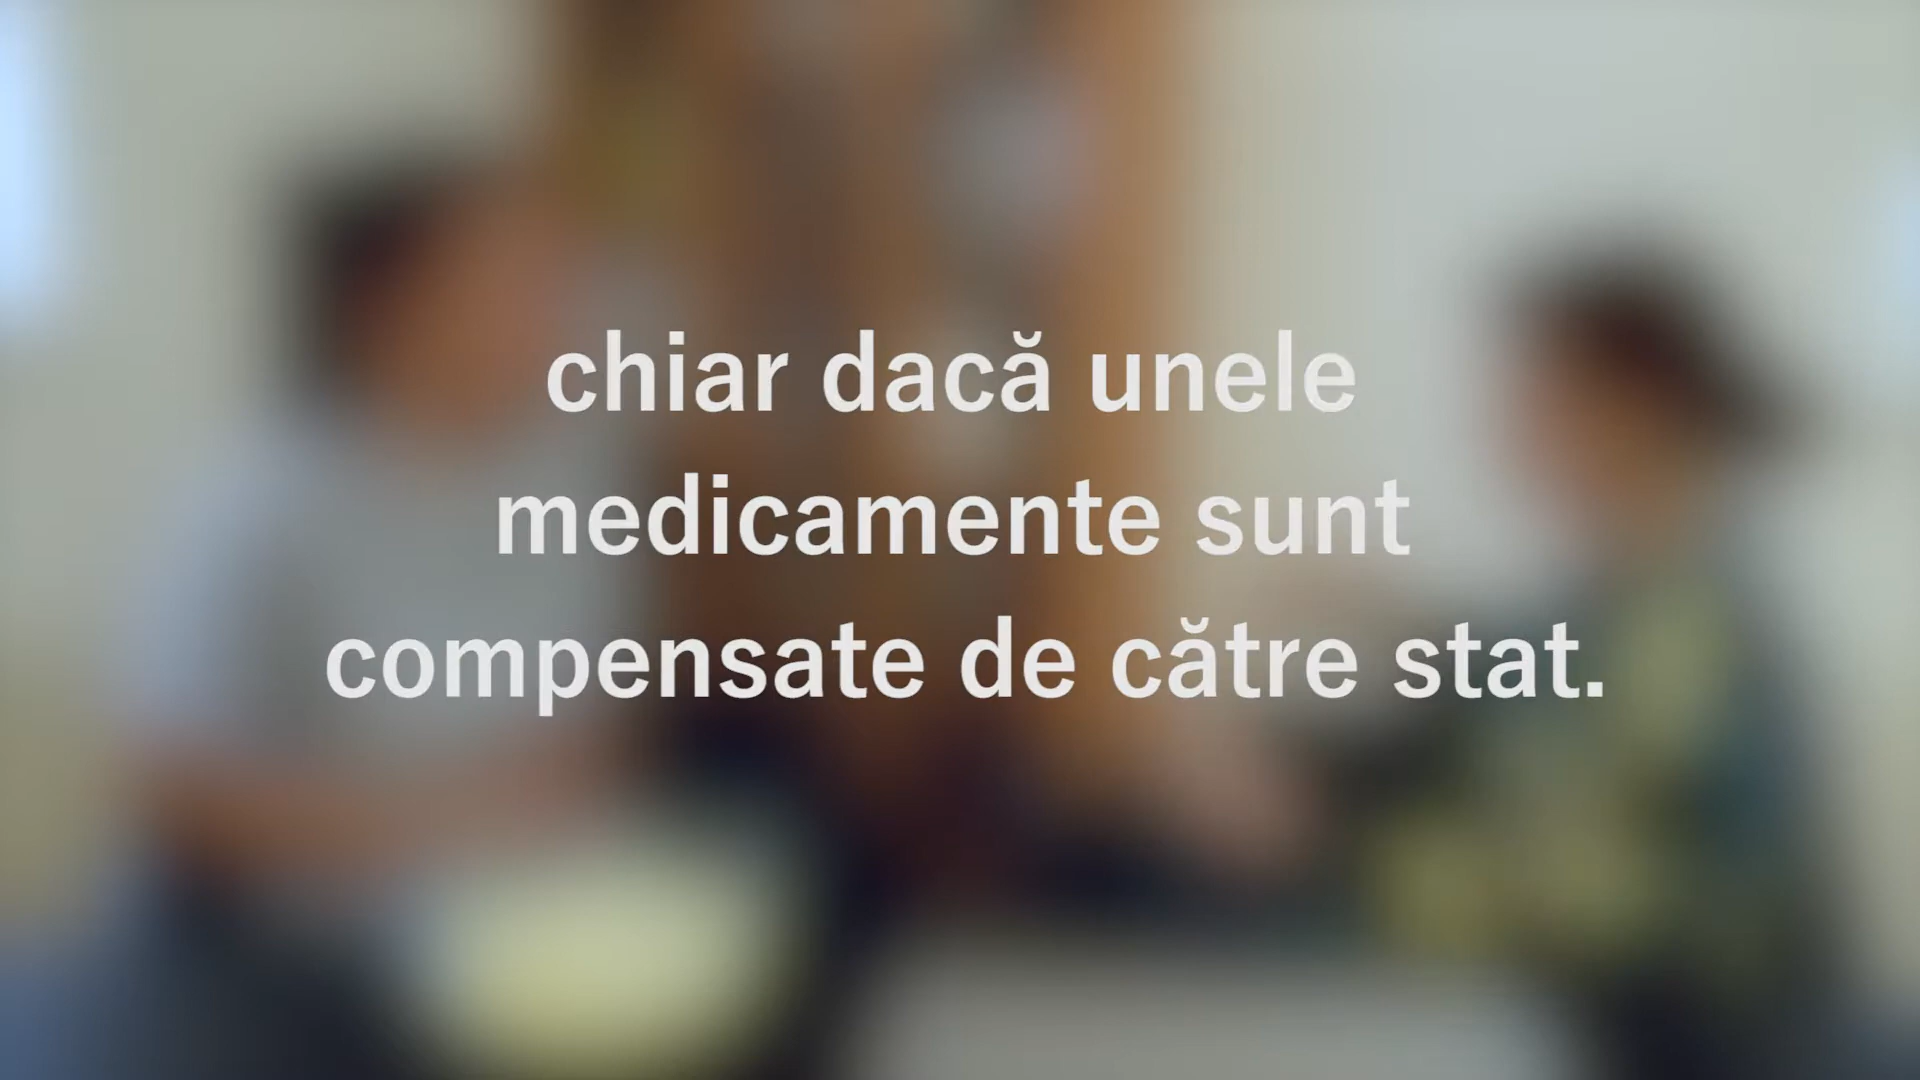 chiar dacă unele
medicamente sunt
compensate de către stat.